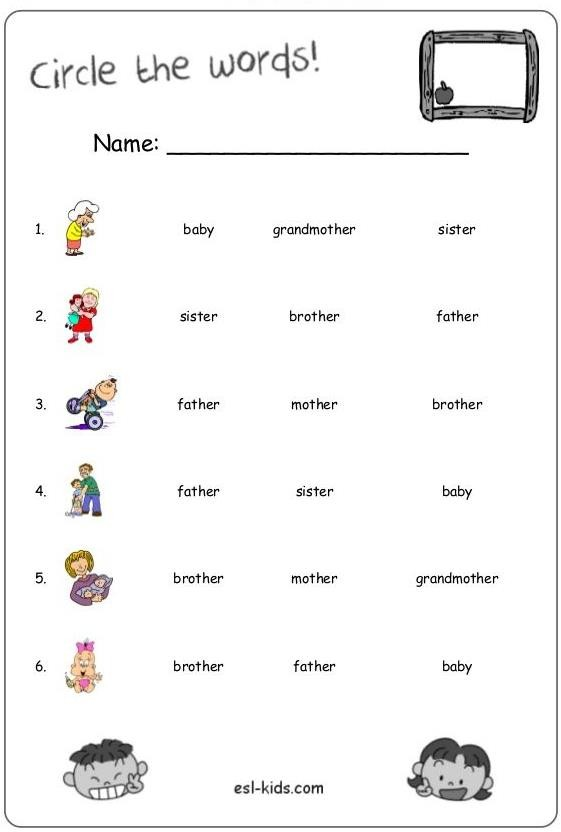 Circle the words!
Name: ______________________
1. baby grandmother sister
2. sister brother father
3. father mother brother
4. father sister baby
5. brother mother grandmother
6. brother father baby
esl-kids.com